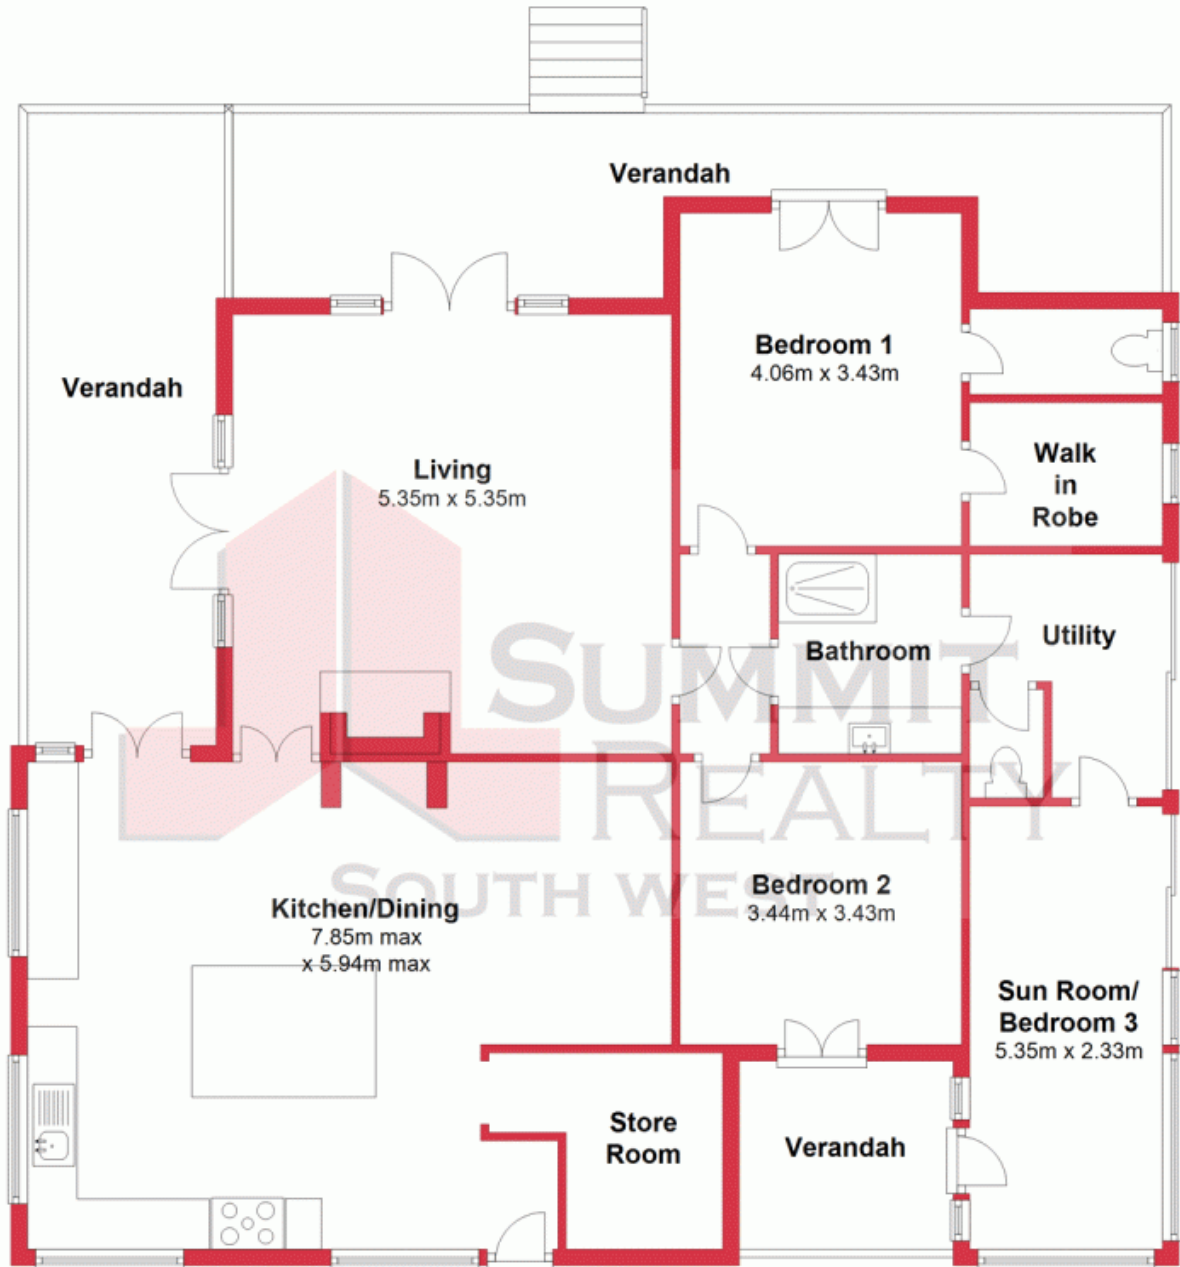 Verandah
Bedroom 1
4.06m x 3.43m
Verandah
Living
5.35m x 5.35m
Walk
in
Robe
Bathroom
Utility
SUMMIT
REALTY
SOUTH WEST
Bedroom 2
3.44m x 3.43m
Kitchen/Dining
7.85m max
x 5.94m max
Sun Room/
Bedroom 3
5.35m x 2.33m
Store
Room
Verandah